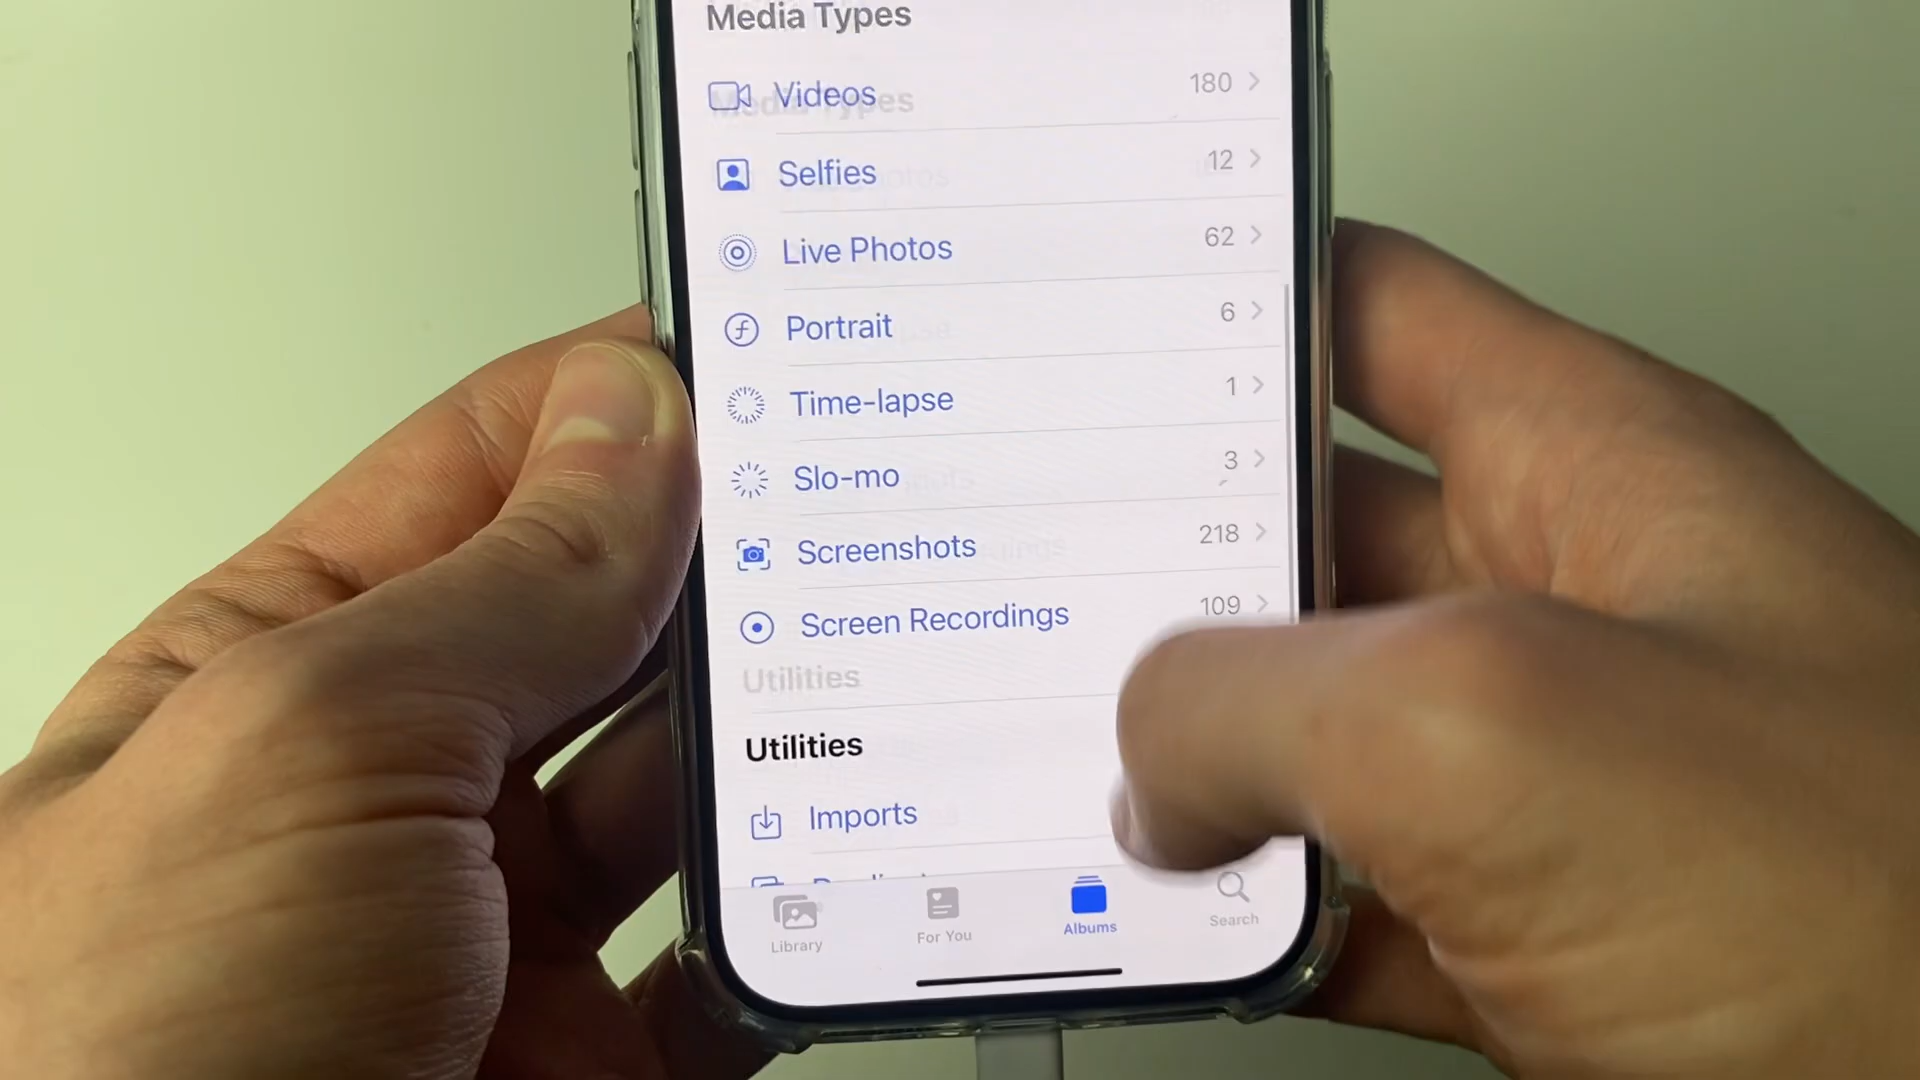 Media Types
Videos 180
Selfies 12
Live Photos 62
Portrait 6
Time-lapse 1
Slo-mo 3
Screenshots 218
Screen Recordings 109
Utilities
Utilities
Imports
Library
For You
Albums
Search